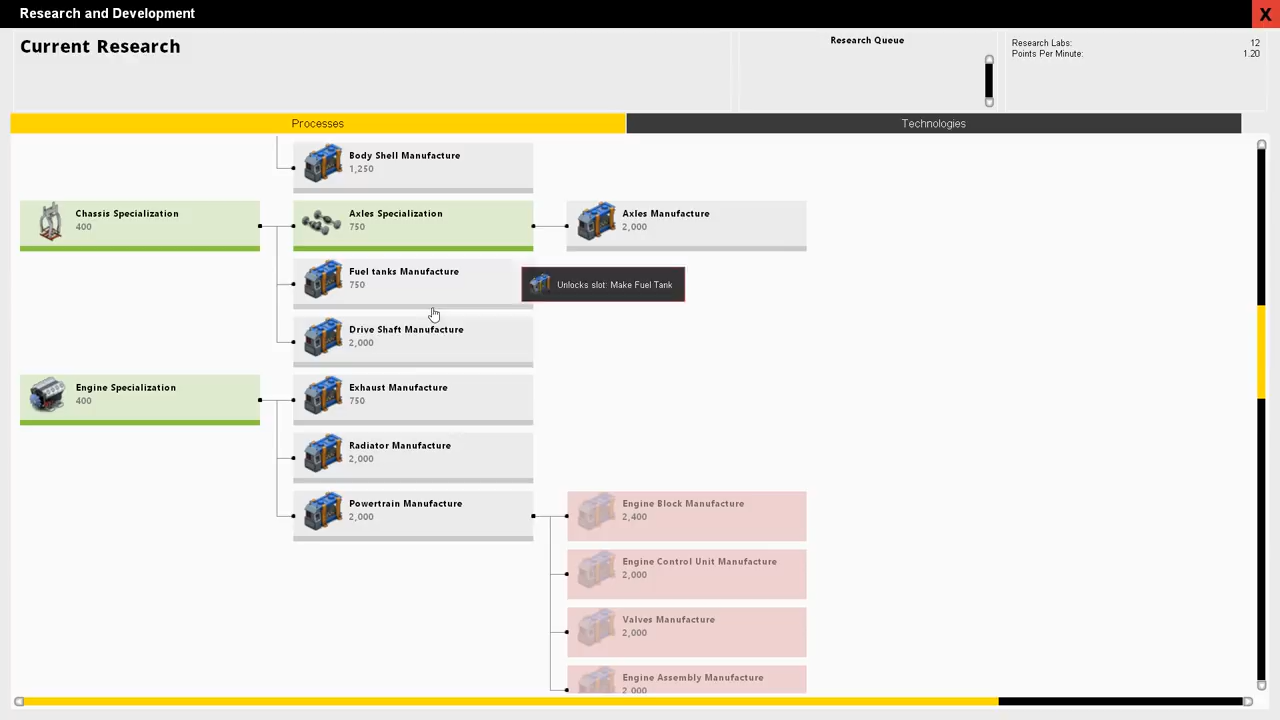 Research and Development
X
Current Research
Research Queue
Research Labs: 12
Points Per Minute: 1.20
Processes
Technologies
Body Shell Manufacture
1,250
Chassis Specialization
400
Axles Specialization
750
Axles Manufacture
2,000
Fuel tanks Manufacture
750
Unlocks slot: Make Fuel Tank
Drive Shaft Manufacture
2,000
Engine Specialization
400
Exhaust Manufacture
750
Radiator Manufacture
2,000
Powertrain Manufacture
2,000
Engine Block Manufacture
2,400
Engine Control Unit Manufacture
2,000
Valves Manufacture
2,000
Engine Assembly Manufacture
2,000